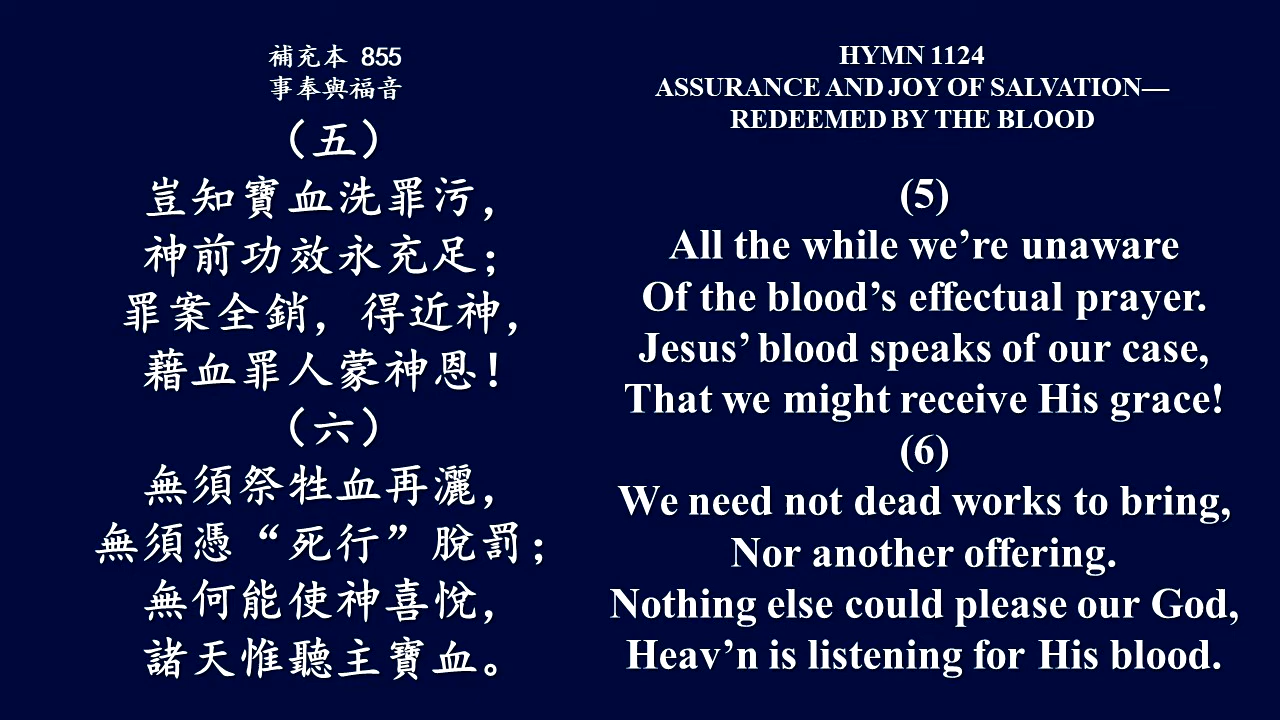 補充本 855
事奉與福音
（五）
豈知寶血洗罪污，
神前功效永充足；
罪案全銷，得近神，
藉血罪人蒙神恩！
（六）
無須祭牲血再灑，
無須憑“死行”脫罰；
無何能使神喜悅，
諸天惟聽主寶血。
HYMN 1124
ASSURANCE AND JOY OF SALVATION—
REDEEMED BY THE BLOOD
(5)
All the while we’re unaware
Of the blood’s effectual prayer.
Jesus’ blood speaks of our case,
That we might receive His grace!
(6)
We need not dead works to bring,
Nor another offering.
Nothing else could please our God,
Heav’n is listening for His blood.